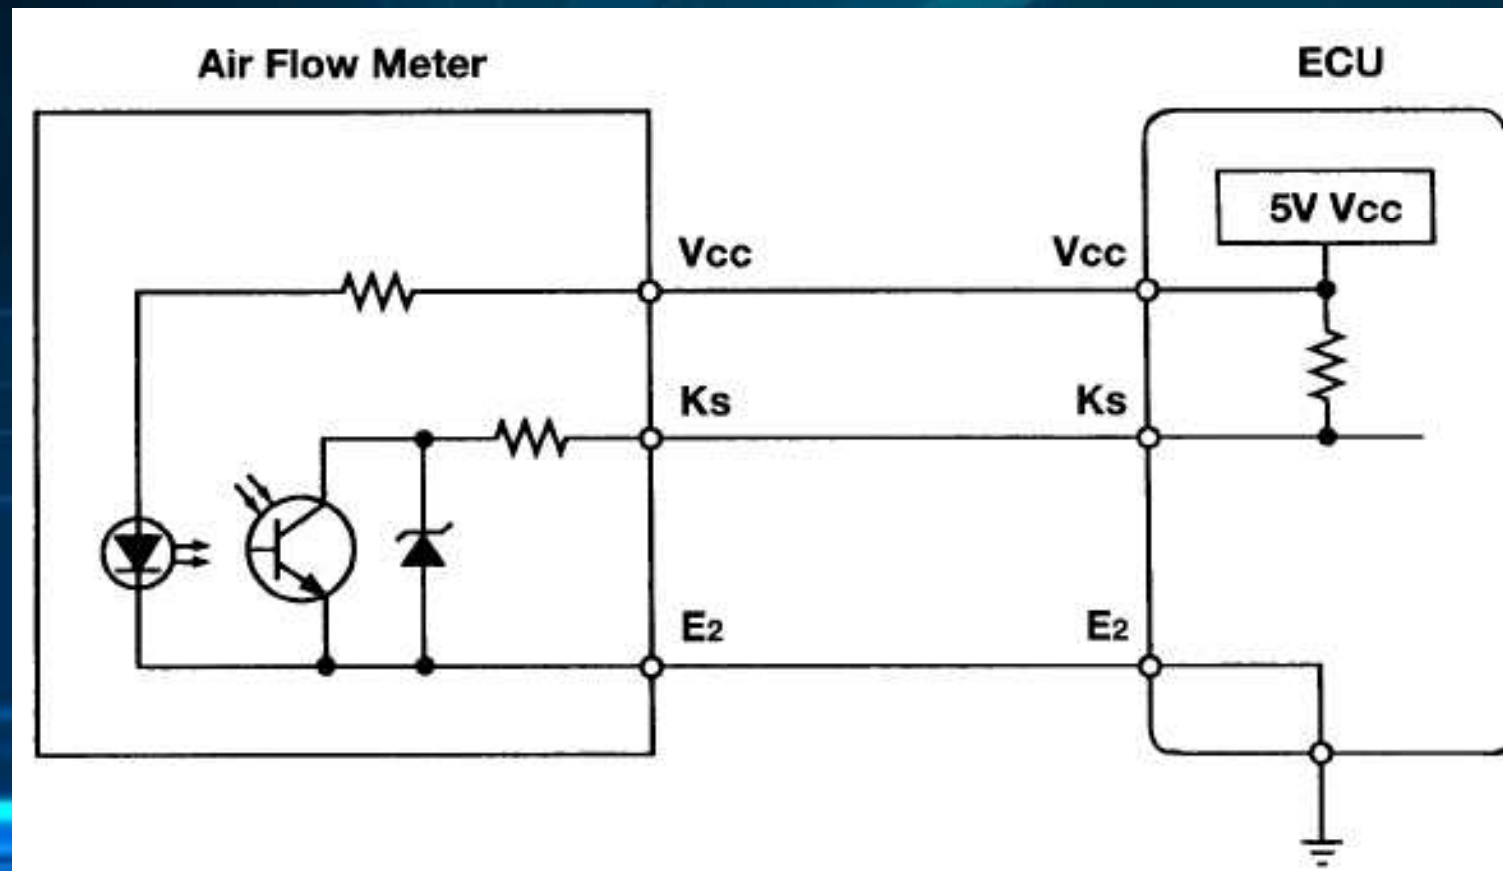 Air Flow Meter
ECU
5V Vcc
Vcc
Vcc
Ks
Ks
E2
E2